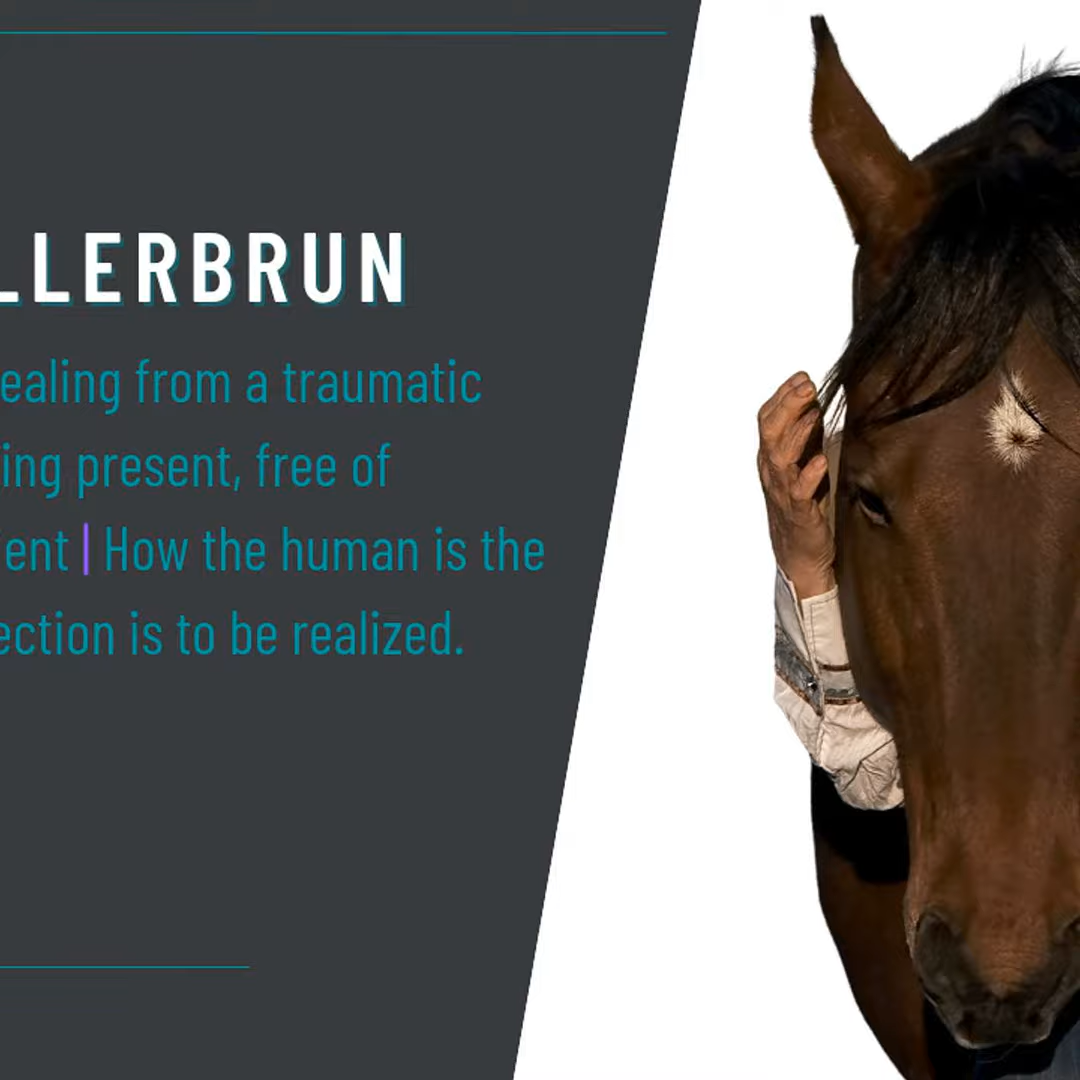 LLERBRUN
ealing from a traumatic
ing present, free of
ent | How the human is the
ection is to be realized.